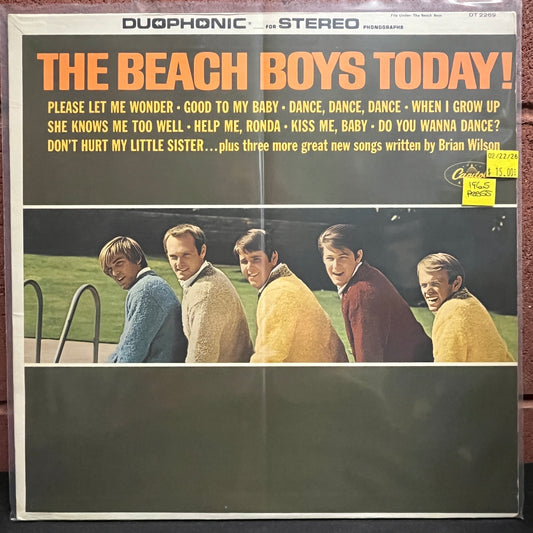 DUOPHONIC FOR STEREO PHONOGRAPHS
File Under: The Beach Boys
DT 2269
THE BEACH BOYS TODAY!
PLEASE LET ME WONDER · GOOD TO MY BABY · DANCE, DANCE, DANCE · WHEN I GROW UP
SHE KNOWS ME TOO WELL · HELP ME, RONDA · KISS ME, BABY · DO YOU WANNA DANCE?
DON'T HURT MY LITTLE SISTER...plus three more great new songs written by Brian Wilson
Capitol
15.00
1965
PRESS